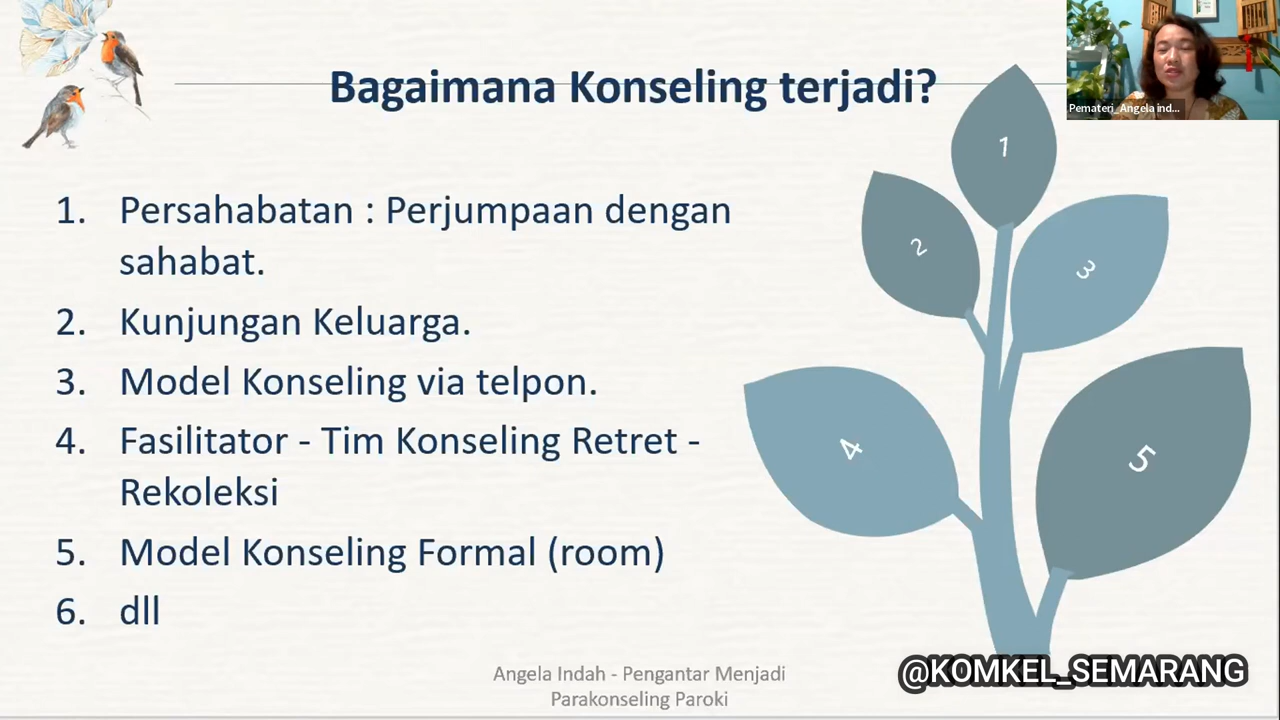 Bagaimana Konseling terjadi?
Pemateri_Angela ind...
1. Persahabatan : Perjumpaan dengan
sahabat.
2. Kunjungan Keluarga.
3. Model Konseling via telpon.
4. Fasilitator - Tim Konseling Retret -
Rekoleksi
5. Model Konseling Formal (room)
6. dll
1
2
3
4
5
Angela Indah - Pengantar Menjadi
Parakonseling Paroki
@KOMKEL_SEMARANG